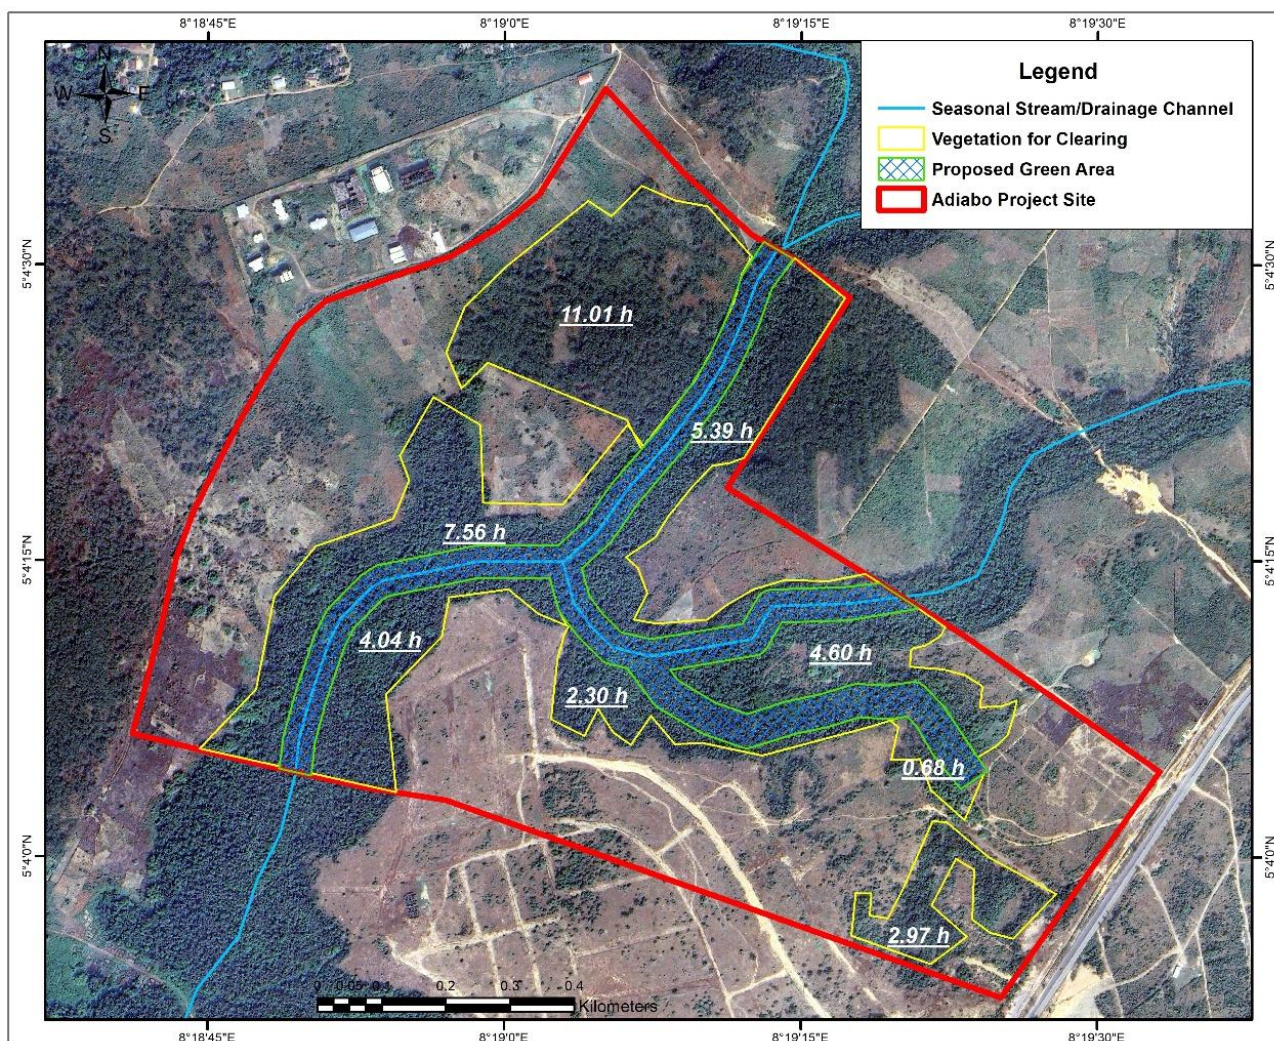 8°18'45"E 8°19'0"E 8°19'15"E 8°19'30"E
N
W E
S
Legend
Seasonal Stream/Drainage Channel
Vegetation for Clearing
Proposed Green Area
Adiabo Project Site
5°4'30"N 5°4'30"N
11.01 h
5.39 h
7.56 h
5°4'15"N 5°4'15"N
4.04 h
4.60 h
2.30 h
0.68 h
5°4'0"N 5°4'0"N
2.97 h
0 0.05 0.1 0.2 0.3 0.4
Kilometers
8°18'45"E 8°19'0"E 8°19'15"E 8°19'30"E